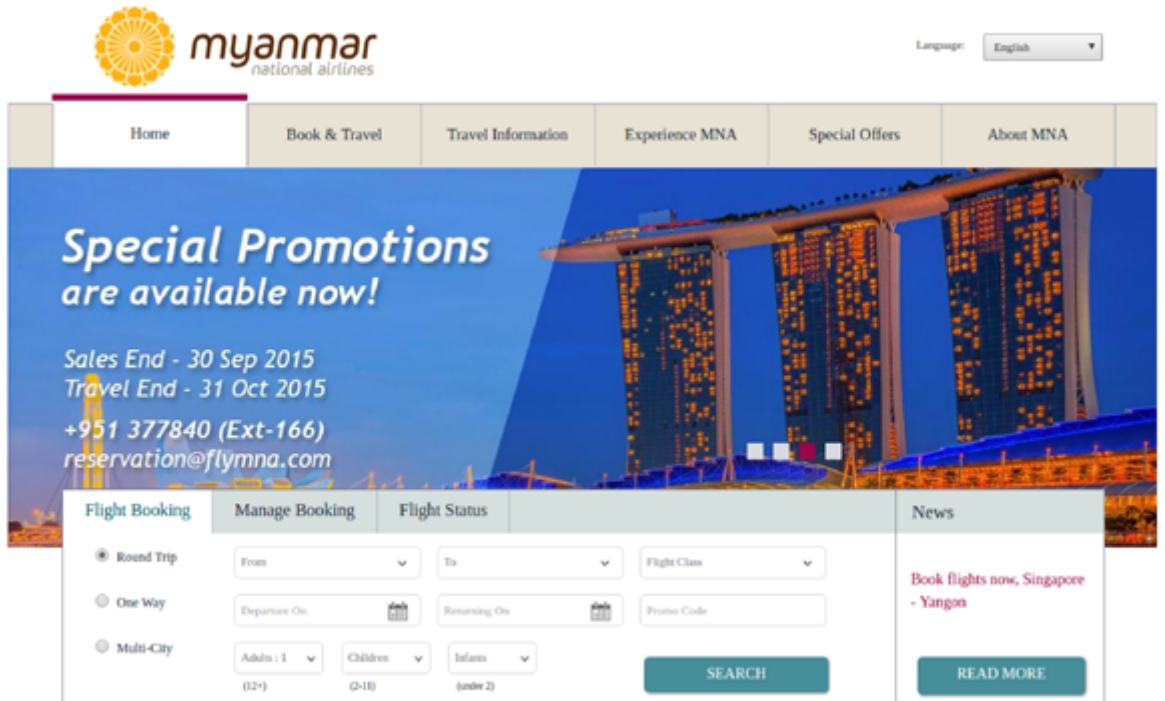 myanmar
national airlines
Language: English
Home Book & Travel Travel Information Experience MNA Special Offers About MNA
Special Promotions
are available now!
Sales End - 30 Sep 2015
Travel End - 31 Oct 2015
+951 377840 (Ext-166)
reservation@flymna.com
Flight Booking Manage Booking Flight Status News
Round Trip From To Flight Class
Book flights now, Singapore
- Yangon
One Way Departure On Returning On Promo Code
Multi-City Adults : 1 Children Infants
(12+) (2-11) (under 2)
SEARCH READ MORE